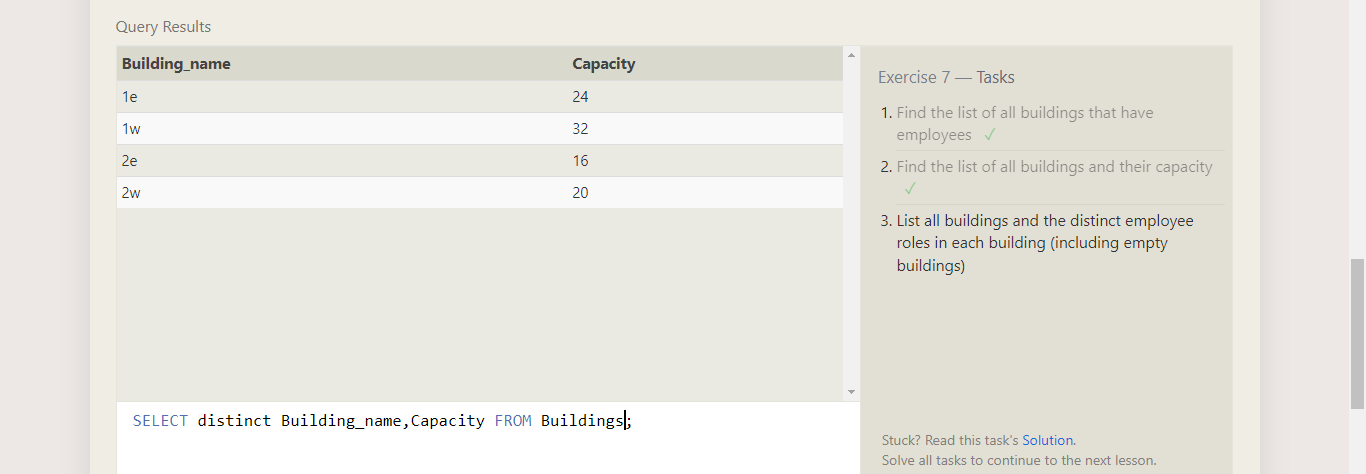 Query Results
Building_name Capacity
1e 24
1w 32
2e 16
2w 20
SELECT distinct Building_name,Capacity FROM Buildings;
Exercise 7 — Tasks
1. Find the list of all buildings that have
employees ✓
2. Find the list of all buildings and their capacity
✓
3. List all buildings and the distinct employee
roles in each building (including empty
buildings)
Stuck? Read this task's Solution.
Solve all tasks to continue to the next lesson.